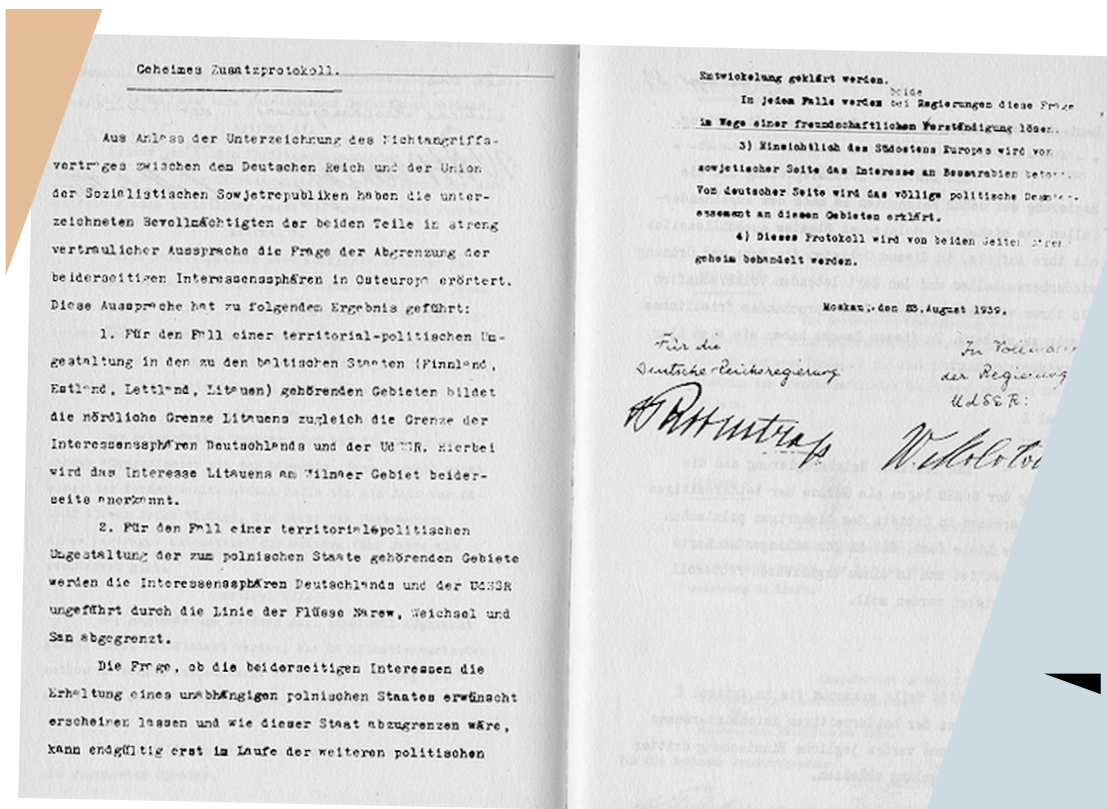 Geheimes Zusatzprotokoll.
Aus Anlass der Unterzeichnung des Nichtangriffs-
vertrages zwischen dem Deutschen Reich und der Union
der Sozialistischen Sowjetrepubliken haben die unter-
zeichneten Bevollmächtigten der beiden Teile in streng
vertraulicher Aussprache die Frage der Abgrenzung der
beiderseitigen Interessensphären in Osteuropa erörtert.
Diese Aussprache hat zu folgendem Ergebnis geführt:
1. Für den Fall einer territorial-politischen Um-
gestaltung in den zu den baltischen Staaten (Finnland,
Estland, Lettland, Litauen) gehörenden Gebieten bildet
die nördliche Grenze Litauens zugleich die Grenze der
Interessensphären Deutschlands und der UdSSR. Hierbei
wird das Interesse Litauens am Wilnaer Gebiet beider-
seits anerkannt.
2. Für den Fall einer territorial-politischen
Umgestaltung der zum polnischen Staate gehörenden Gebiete
werden die Interessensphären Deutschlands und der UdSSR
ungefährt durch die Linie der Flüsse Narew, Weichsel und
San abgegrenzt.
Die Frage, ob die beiderseitigen Interessen die
Erhaltung eines unabhängigen polnischen Staates erwünscht
erscheinen lassen und wie dieser Staat abzugrenzen wäre,
kann endgültig erst im Laufe der weiteren politischen
Entwickelung geklärt werden.
beide
In jedem Falle werden bei Regierungen diese Frage
im Wege einer freundschaftlichen Verständigung lösen.
3) Hinsichtlich des Südostens Europas wird von
sowjetischer Seite das Interesse an Bessarabien betont.
Von deutscher Seite wird das völlige politische
essement an diesen Gebieten erklärt.
4) Dieses Protokoll wird von beiden Seiten streng
geheim behandelt werden.
Moskau, den 23. August 1939.
Für die
Deutsche Reichsregierung
In Vollmacht
der Regierung
der UdSSR: